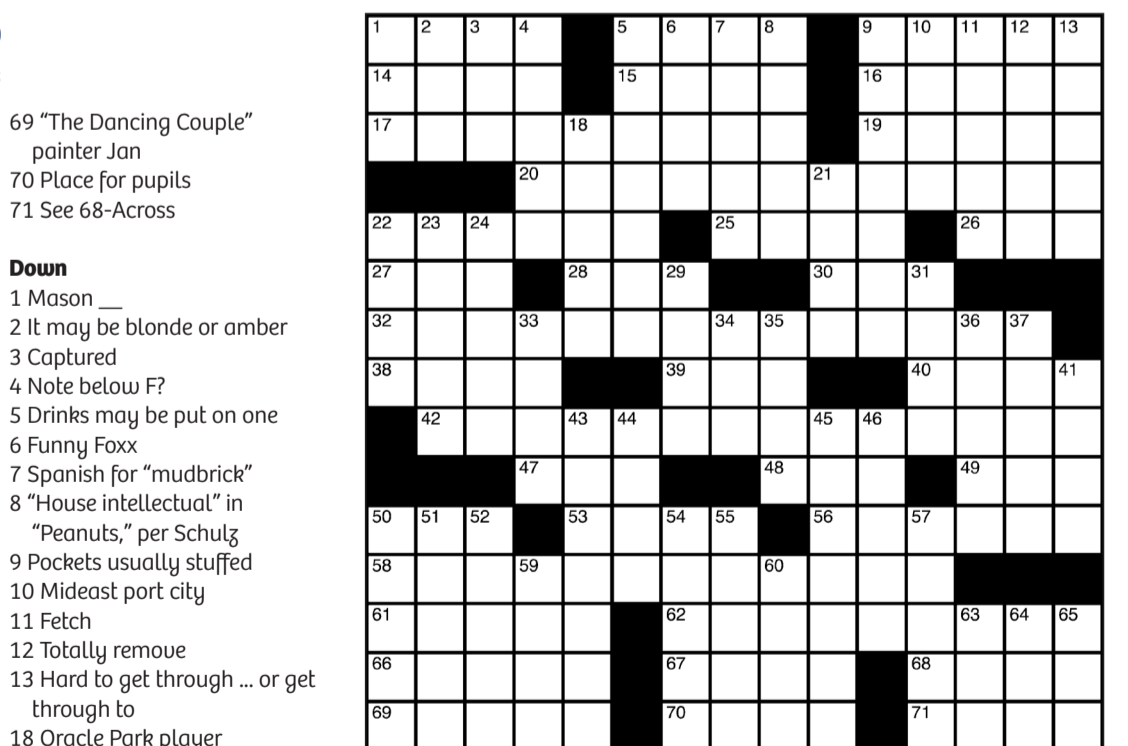 69 “The Dancing Couple”
painter Jan
70 Place for pupils
71 See 68-Across
Down
1 Mason __
2 It may be blonde or amber
3 Captured
4 Note below F?
5 Drinks may be put on one
6 Funny Foxx
7 Spanish for “mudbrick”
8 “House intellectual” in
“Peanuts,” per Schulz
9 Pockets usually stuffed
10 Mideast port city
11 Fetch
12 Totally remove
13 Hard to get through ... or get
through to
18 Oracle Park player
1 2 3 4 5 6 7 8 9 10 11 12 13
14 15 16
17 18 19
20 21
22 23 24 25 26
27 28 29 30 31
32 33 34 35 36 37
38 39 40 41
42 43 44 45 46
47 48 49
50 51 52 53 54 55 56 57
58 59 60
61 62 63 64 65
66 67 68
69 70 71